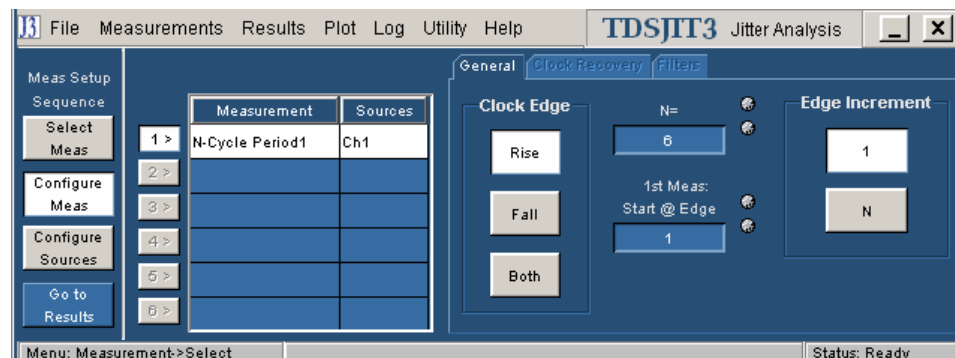 J3 File Measurements Results Plot Log Utility Help TDSJIT3 Jitter Analysis
Meas Setup
Sequence
Select
Meas
Configure
Meas
Configure
Sources
Go to
Results
Measurement Sources
1 > N-Cycle Period1 Ch1
2 >
3 >
4 >
5 >
6 >
General Clock Recovery Filters
Clock Edge
Rise
Fall
Both
N=
6
1st Meas:
Start @ Edge
1
Edge Increment
1
N
Menu: Measurement->Select Status: Ready